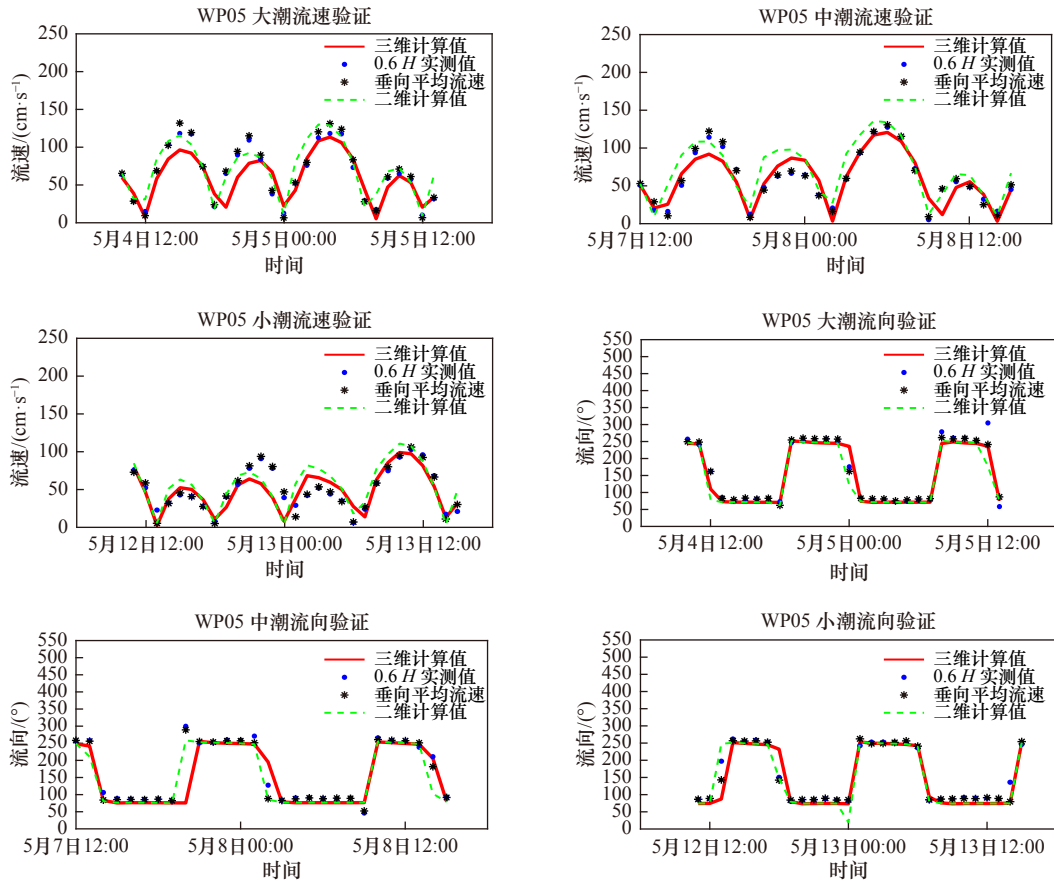 WP05 大潮流速验证
250
200
150
100
50
0
流速/(cm·s⁻¹)
三维计算值
0.6 H 实测值
垂向平均流速
二维计算值
5月4日12:00
5月5日00:00
5月5日12:00
时间
WP05 中潮流速验证
250
200
150
100
50
0
流速/(cm·s⁻¹)
三维计算值
0.6 H 实测值
垂向平均流速
二维计算值
5月7日12:00
5月8日00:00
5月8日12:00
时间
WP05 小潮流速验证
250
200
150
100
50
0
流速/(cm·s⁻¹)
三维计算值
0.6 H 实测值
垂向平均流速
二维计算值
5月12日12:00
5月13日00:00
5月13日12:00
时间
WP05 大潮流向验证
550
500
450
400
350
300
250
200
150
100
50
0
流向/(°)
三维计算值
0.6 H 实测值
垂向平均流速
二维计算值
5月4日12:00
5月5日00:00
5月5日12:00
时间
WP05 中潮流向验证
550
500
450
400
350
300
250
200
150
100
50
0
流向/(°)
三维计算值
0.6 H 实测值
垂向平均流速
二维计算值
5月7日12:00
5月8日00:00
5月8日12:00
时间
WP05 小潮流向验证
550
500
450
400
350
300
250
200
150
100
50
0
流向/(°)
三维计算值
0.6 H 实测值
垂向平均流速
二维计算值
5月12日12:00
5月13日00:00
5月13日12:00
时间